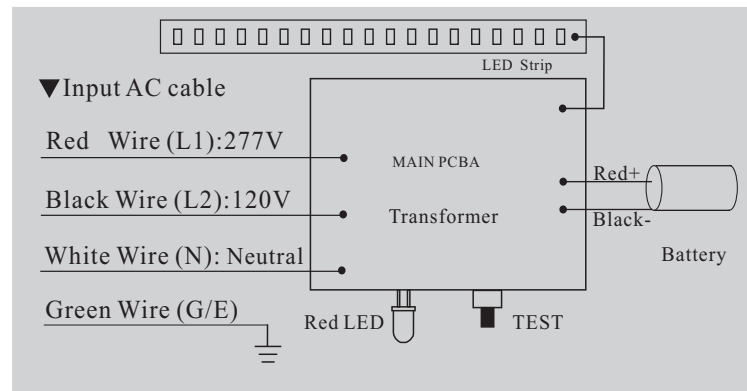 LED Strip
▼Input AC cable
Red Wire (L1):277V
MAIN PCBA
Red+
Black Wire (L2):120V
Transformer
Black-
White Wire (N): Neutral
Battery
Green Wire (G/E)
Red LED
TEST